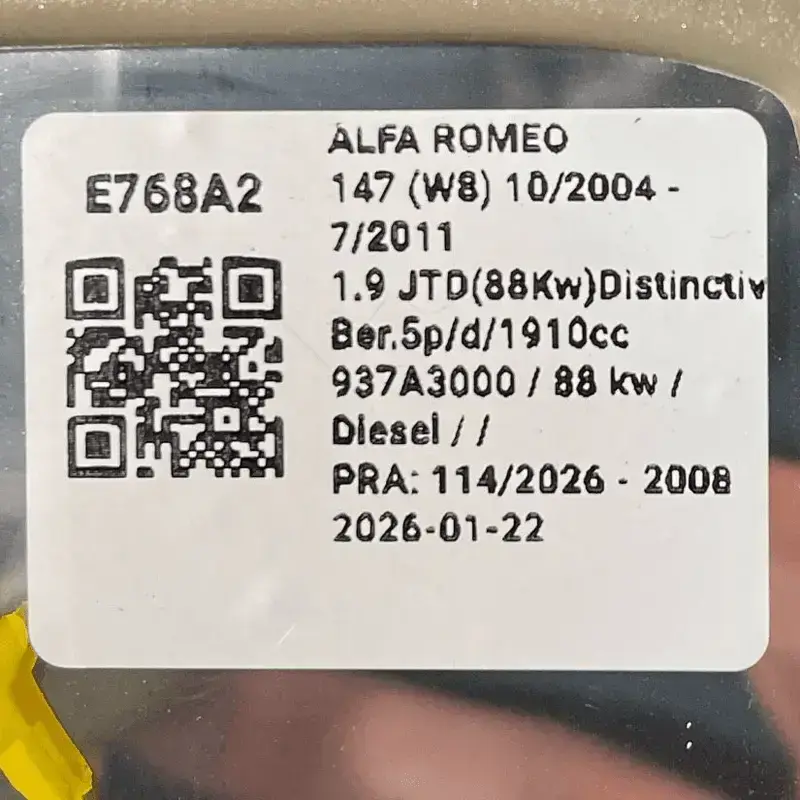 E768A2
ALFA ROMEO
147 (W8) 10/2004 -
7/2011
1.9 JTD(88Kw)Distinctiv
Ber.5p/d/1910cc
937A3000 / 88 kw /
Diesel / /
PRA: 114/2026 - 2008
2026-01-22